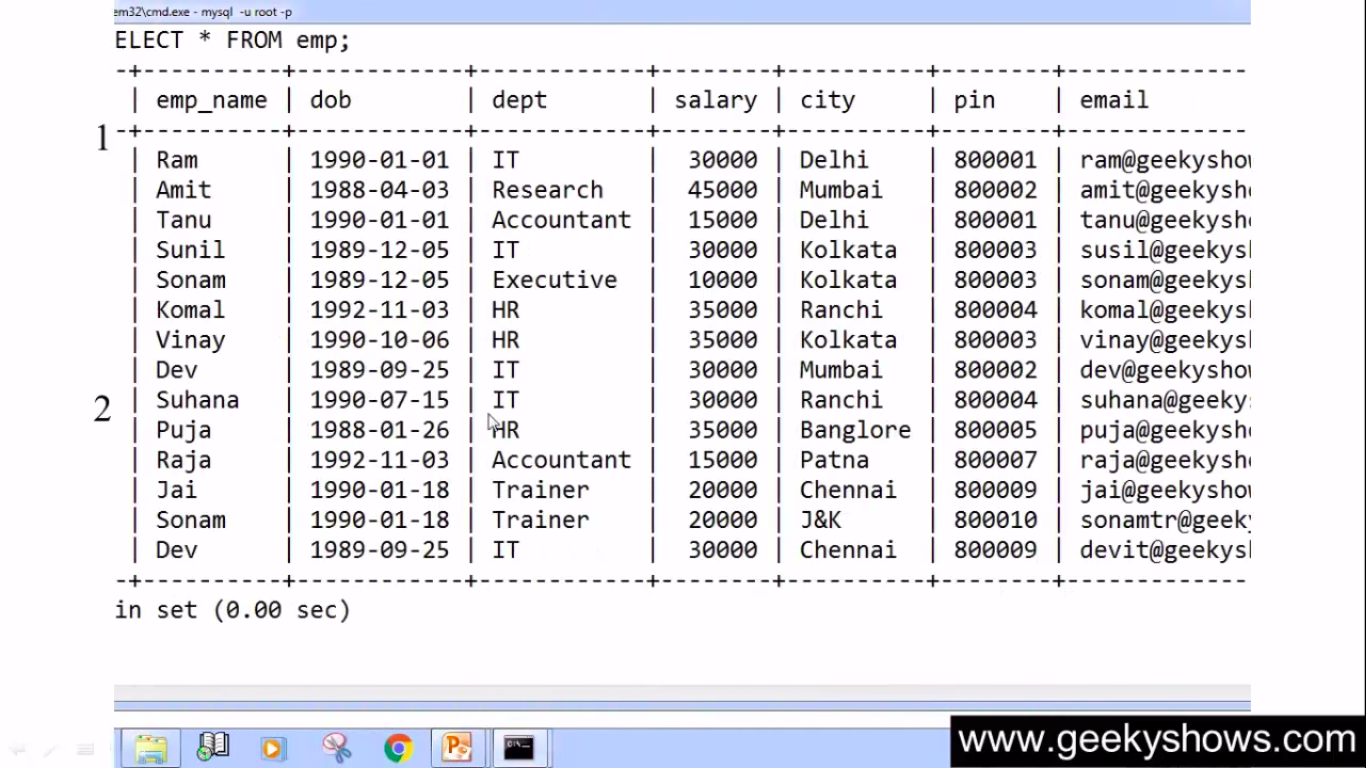 em32\cmd.exe - mysql -u root -p
ELECT * FROM emp;
-+----------+------------+------------+--------+----------+--------+-------------
| emp_name | dob | dept | salary | city | pin | email
1 -+----------+------------+------------+--------+----------+--------+-------------
| Ram | 1990-01-01 | IT | 30000 | Delhi | 800001 | ram@geekyshow
| Amit | 1988-04-03 | Research | 45000 | Mumbai | 800002 | amit@geekysho
| Tanu | 1990-01-01 | Accountant | 15000 | Delhi | 800001 | tanu@geekysho
| Sunil | 1989-12-05 | IT | 30000 | Kolkata | 800003 | susil@geekysh
| Sonam | 1989-12-05 | Executive | 10000 | Kolkata | 800003 | sonam@geekysh
| Komal | 1992-11-03 | HR | 35000 | Ranchi | 800004 | komal@geekysh
| Vinay | 1990-10-06 | HR | 35000 | Kolkata | 800003 | vinay@geekysh
| Dev | 1989-09-25 | IT | 30000 | Mumbai | 800002 | dev@geekyshow
2 | Suhana | 1990-07-15 | IT | 30000 | Ranchi | 800004 | suhana@geeky
| Puja | 1988-01-26 | HR | 35000 | Banglore | 800005 | puja@geekysho
| Raja | 1992-11-03 | Accountant | 15000 | Patna | 800007 | raja@geekysho
| Jai | 1990-01-18 | Trainer | 20000 | Chennai | 800009 | jai@geekyshow
| Sonam | 1990-01-18 | Trainer | 20000 | J&K | 800010 | sonamtr@geeky
| Dev | 1989-09-25 | IT | 30000 | Chennai | 800009 | devit@geekysh
-+----------+------------+------------+--------+----------+--------+-------------
in set (0.00 sec)
www.geekyshows.com